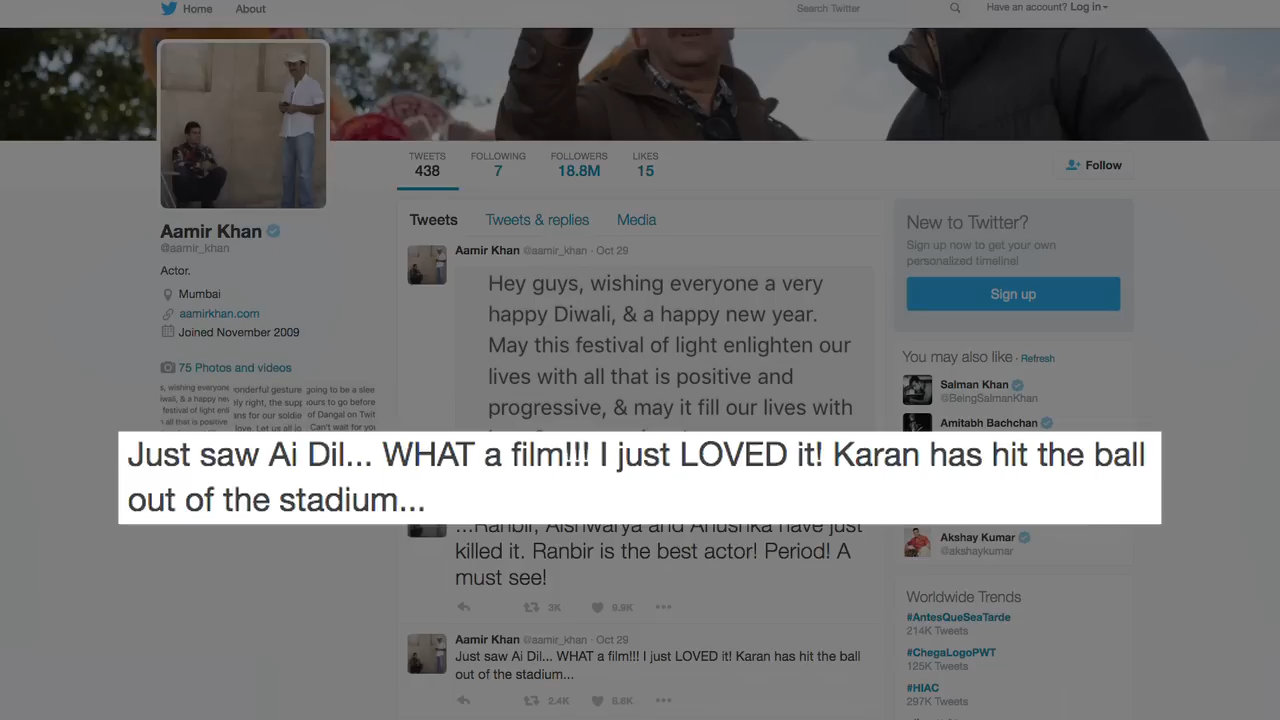 Home About Search Twitter Have an account? Log in
TWEETS FOLLOWING FOLLOWERS LIKES
438 7 18.8M 15
Follow
Aamir Khan
@aamir_khan
Actor.
Mumbai
aamirkhan.com
Joined November 2009
75 Photos and videos
Tweets Tweets & replies Media
Aamir Khan @aamir_khan · Oct 29
Hey guys, wishing everyone a very
happy Diwali, & a happy new year.
May this festival of light enlighten our
lives with all that is positive and
progressive, & may it fill our lives with
Just saw Ai Dil... WHAT a film!!! I just LOVED it! Karan has hit the ball
out of the stadium...
...Ranbir, Aishwarya and Anushka have just
killed it. Ranbir is the best actor! Period! A
must see!
3K 9.9K
Aamir Khan @aamir_khan · Oct 29
Just saw Ai Dil... WHAT a film!!! I just LOVED it! Karan has hit the ball
out of the stadium...
2.4K
New to Twitter?
Sign up now to get your own
personalized timeline!
Sign up
You may also like · Refresh
Salman Khan
@BeingSalmanKhan
Amitabh Bachchan
Akshay Kumar
@akshaykumar
Worldwide Trends
#AntesQueSeaTarde
214K Tweets
#ChegaLogoPWT
125K Tweets
#HIAC
297K Tweets